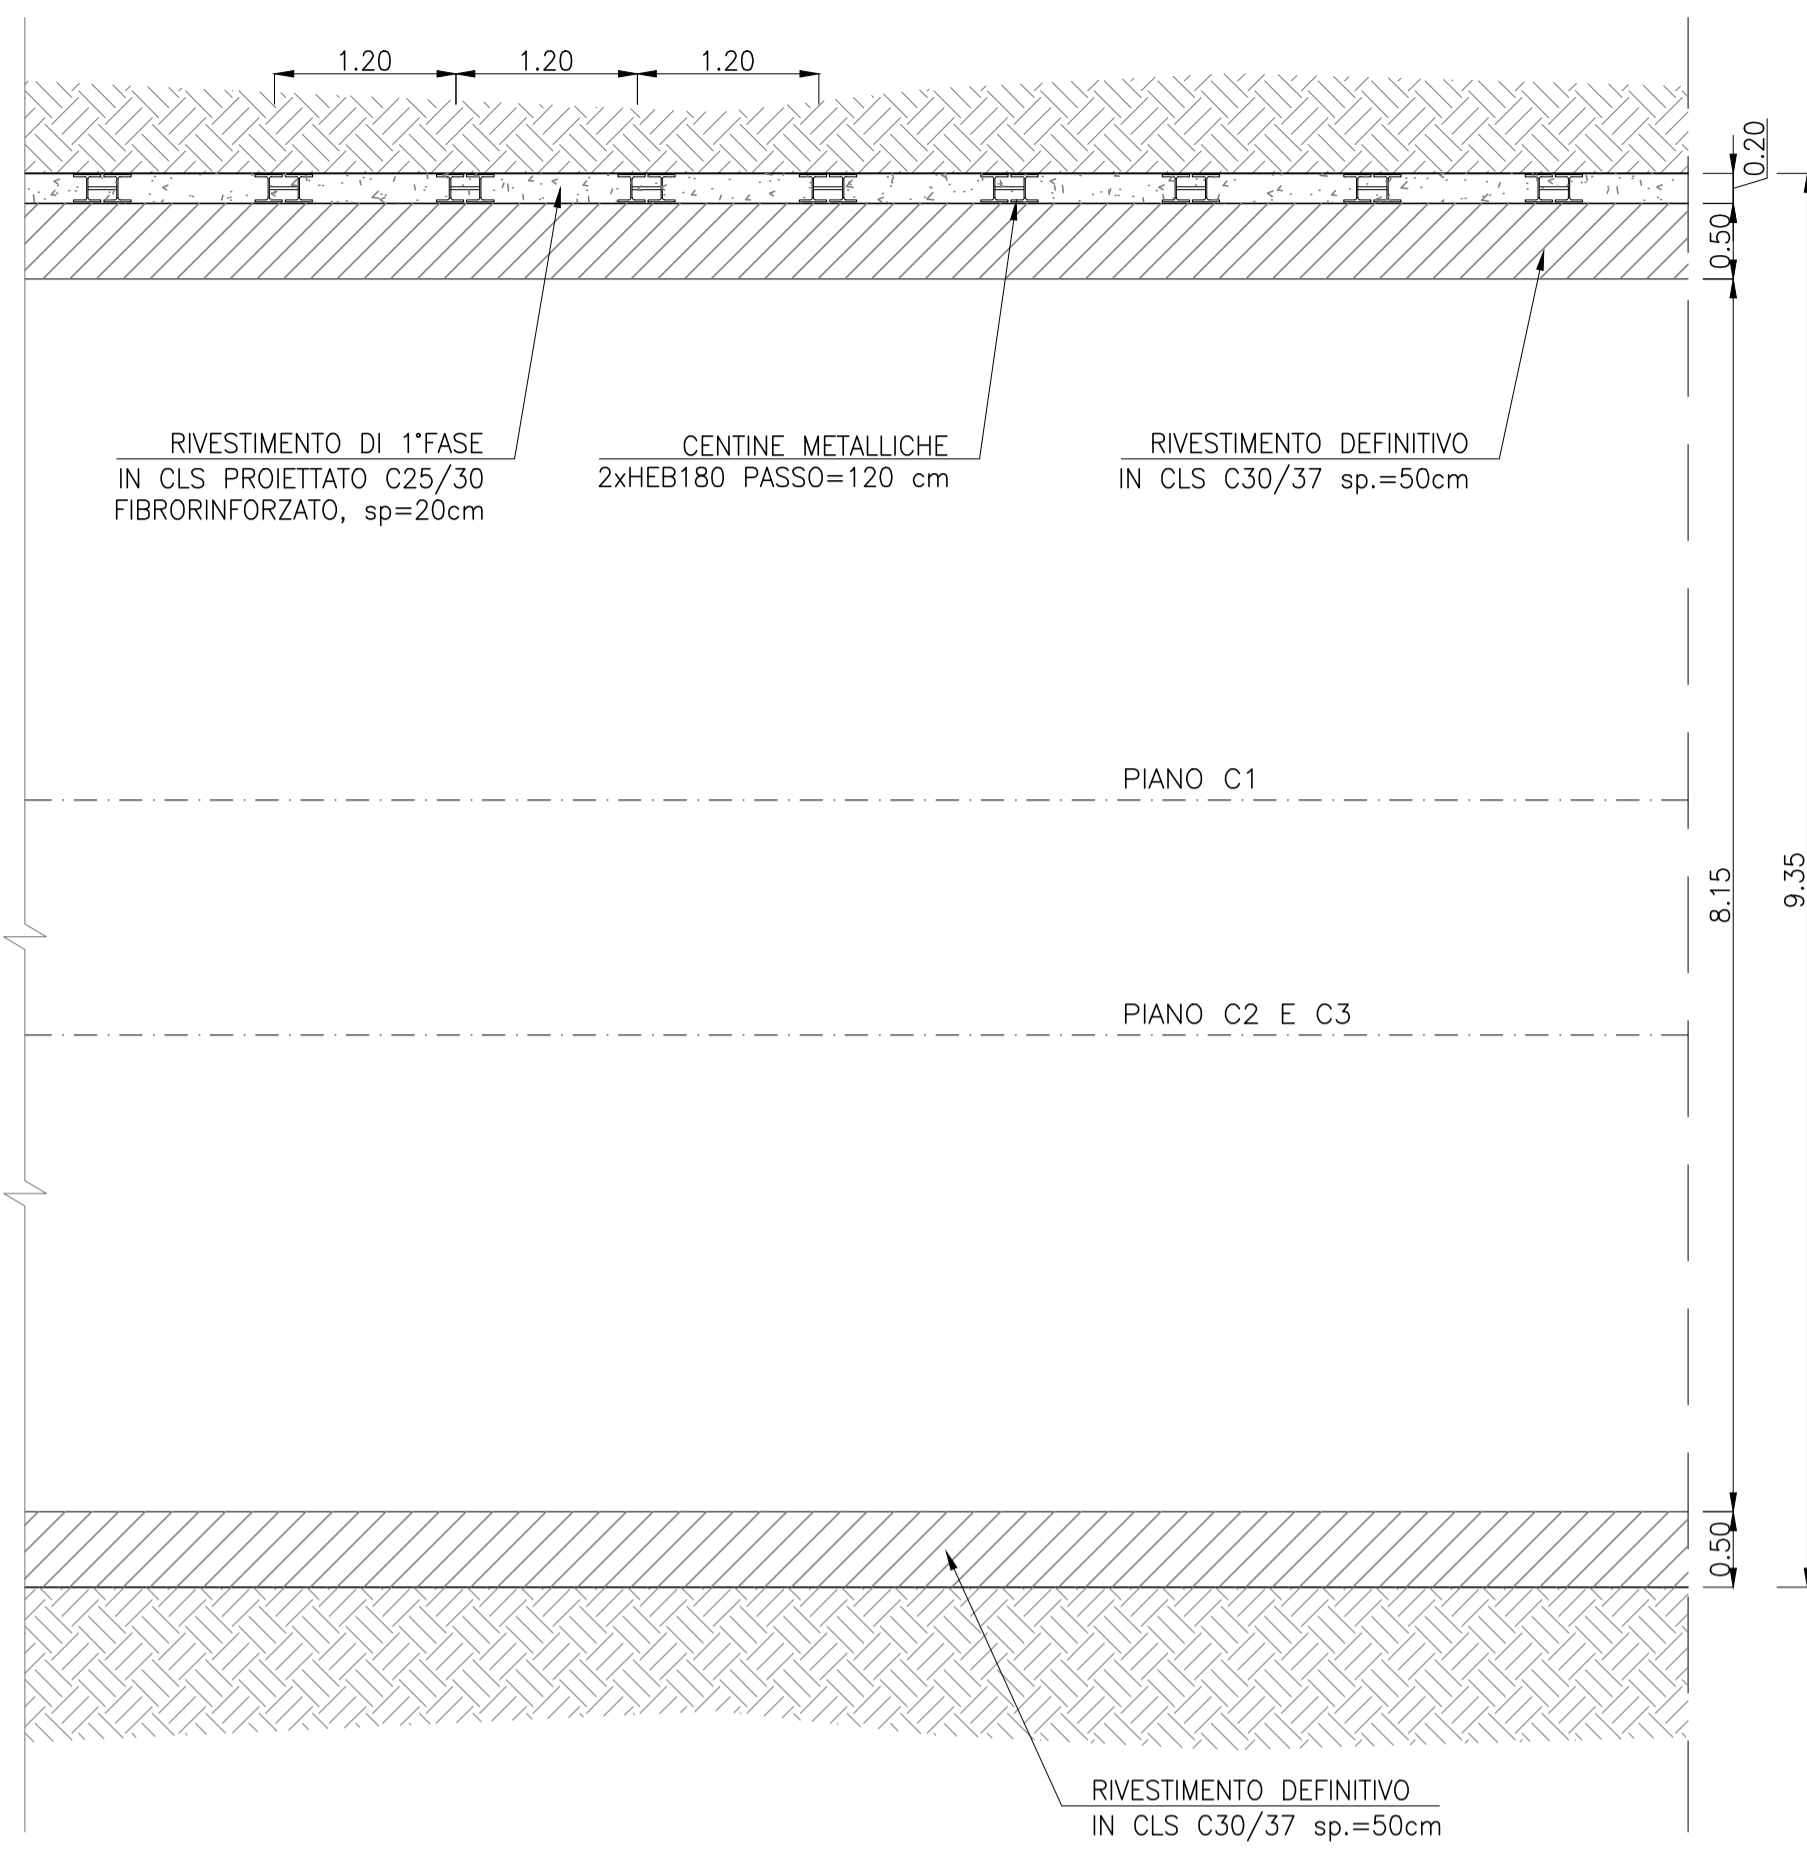 1.20
1.20
1.20
0.20
0.50
RIVESTIMENTO DI 1°FASE
IN CLS PROIETTATO C25/30
FIBRORINFORZATO, sp=20cm
CENTINE METALLICHE
2xHEB180 PASSO=120 cm
RIVESTIMENTO DEFINITIVO
IN CLS C30/37 sp.=50cm
PIANO C1
8.15
9.35
PIANO C2 E C3
0.50
RIVESTIMENTO DEFINITIVO
IN CLS C30/37 sp.=50cm